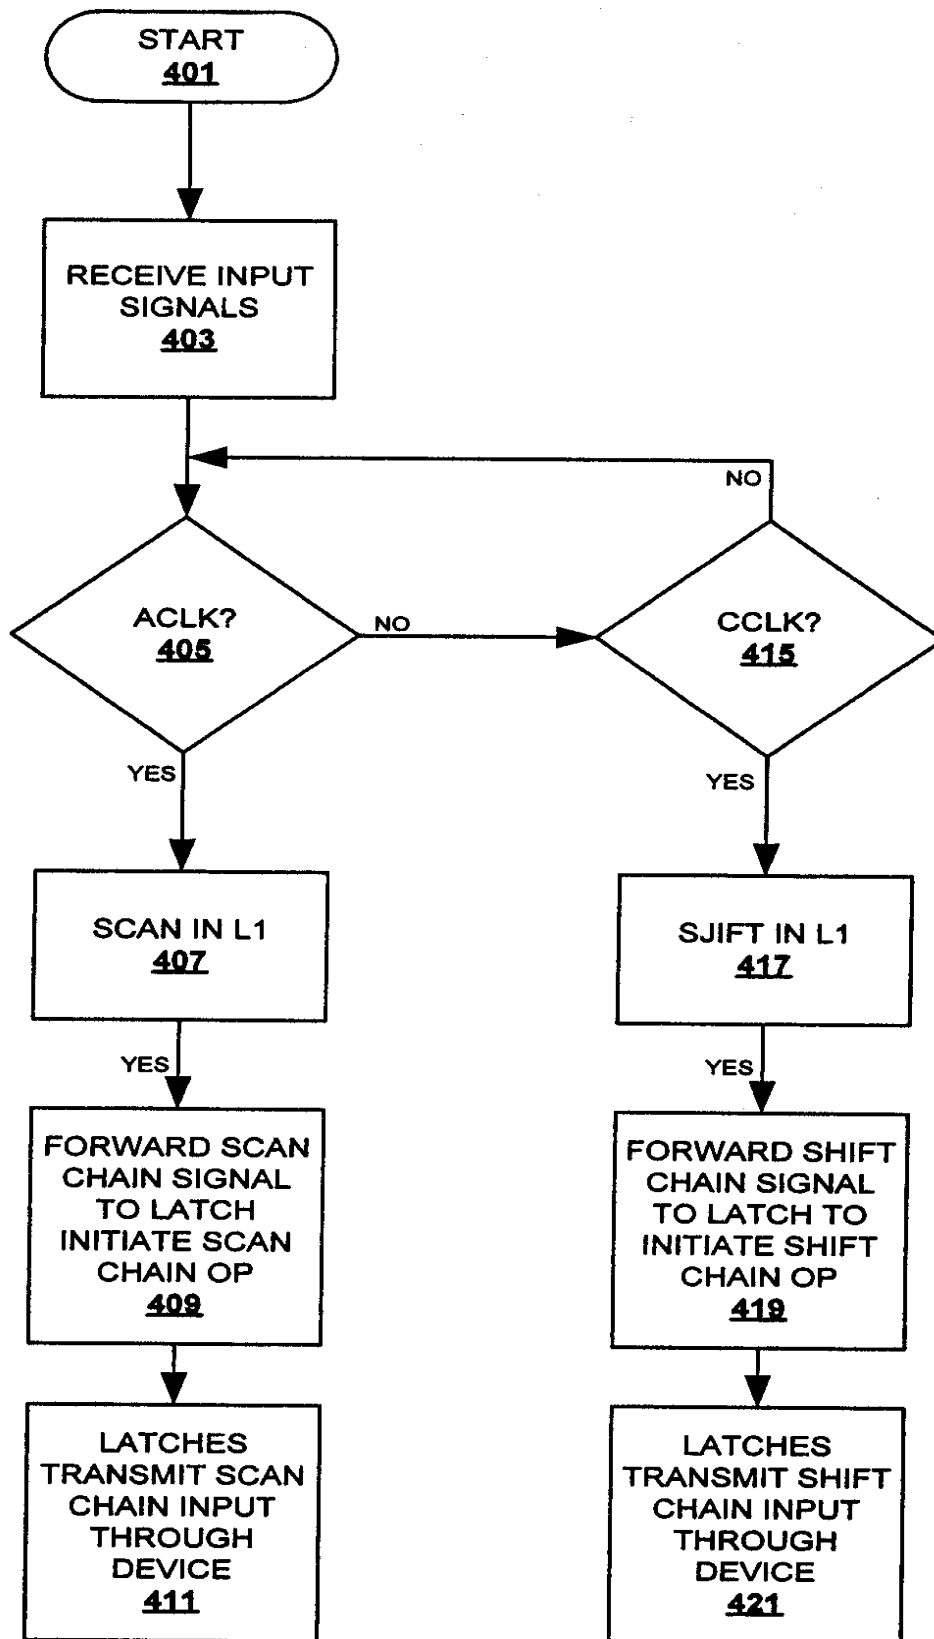 START
401
RECEIVE INPUT
SIGNALS
403
NO
ACLK?
405
NO
CCLK?
415
YES
YES
SCAN IN L1
407
SJIFT IN L1
417
YES
YES
FORWARD SCAN
CHAIN SIGNAL
TO LATCH
INITIATE SCAN
CHAIN OP
409
FORWARD SHIFT
CHAIN SIGNAL
TO LATCH TO
INITIATE SHIFT
CHAIN OP
419
LATCHES
TRANSMIT SCAN
CHAIN INPUT
THROUGH
DEVICE
411
LATCHES
TRANSMIT SHIFT
CHAIN INPUT
THROUGH
DEVICE
421